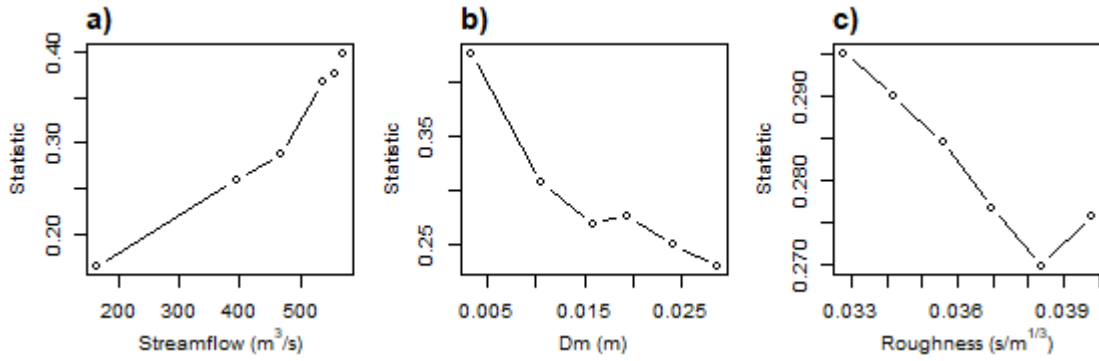 a)
Statistic
0.20 0.30 0.40
200 300 400 500
Streamflow (m³/s)
b)
Statistic
0.25 0.35
0.005 0.015 0.025
Dm (m)
c)
Statistic
0.270 0.280 0.290
0.033 0.036 0.039
Roughness (s/m^1/3)